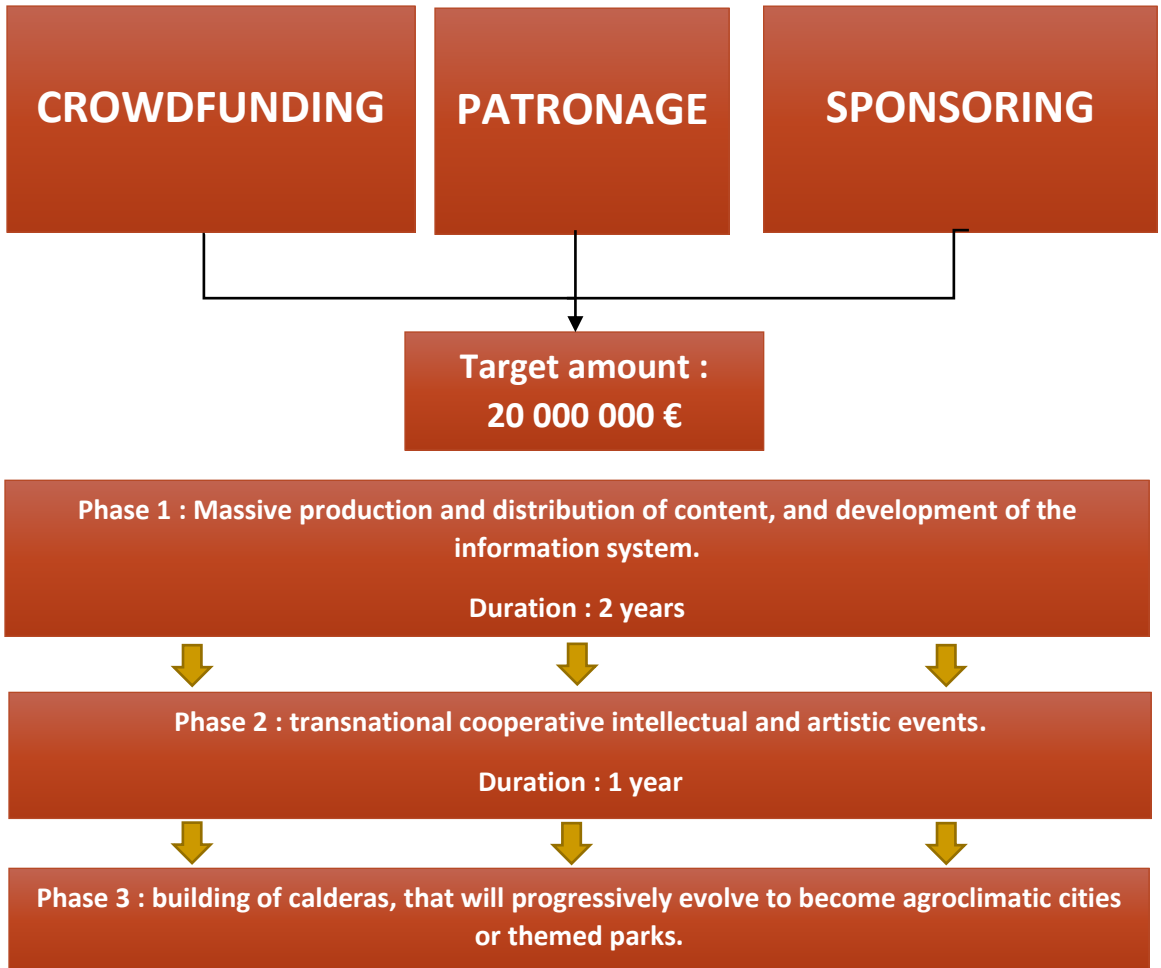 CROWDFUNDING
PATRONAGE
SPONSORING
Target amount :
20 000 000 €
Phase 1 : Massive production and distribution of content, and development of the
information system.
Duration : 2 years
Phase 2 : transnational cooperative intellectual and artistic events.
Duration : 1 year
Phase 3 : building of calderas, that will progressively evolve to become agroclimatic cities
or themed parks.